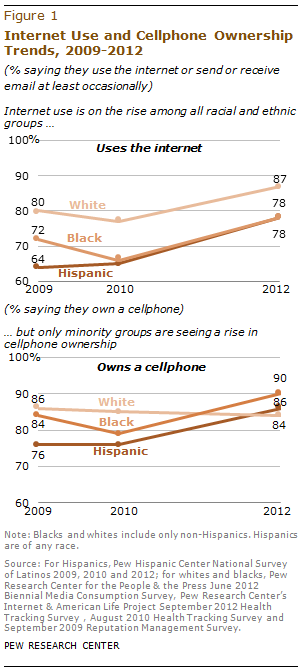 Figure 1
Internet Use and Cellphone Ownership
Trends, 2009-2012
(% saying they use the internet or send or receive
email at least occasionally)
Internet use is on the rise among all racial and ethnic
groups ...
100%
Uses the internet
90
87
80
80
White
78
72
Black
78
70
64
Hispanic
60
2009
2010
2012
(% saying they own a cellphone)
... but only minority groups are seeing a rise in
cellphone ownership
100%
Owns a cellphone
90
90
86
White
86
84
Black
84
80
76
Hispanic
70
60
2009
2010
2012
Note: Blacks and whites include only non-Hispanics. Hispanics
are of any race.
Source: For Hispanics, Pew Hispanic Center National Survey
of Latinos 2009, 2010 and 2012; for whites and blacks, Pew
Research Center for the People & the Press June 2012
Biennial Media Consumption Survey, Pew Research Center's
Internet & American Life Project September 2012 Health
Tracking Survey , August 2010 Health Tracking Survey and
September 2009 Reputation Management Survey.
PEW RESEARCH CENTER